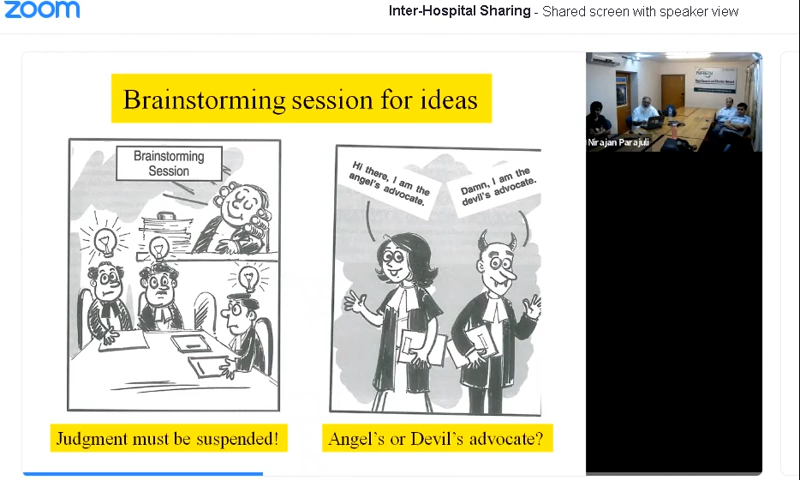 zoom
Inter-Hospital Sharing - Shared screen with speaker view
Brainstorming session for ideas
Brainstorming
Session
Hi there, I am the
angel's advocate.
Damn, I am the
devil's advocate.
Nirajan Parajuli
Judgment must be suspended!
Angel's or Devil's advocate?